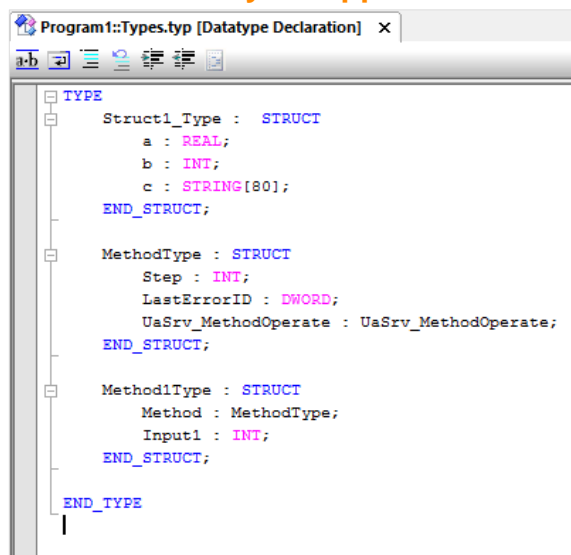 Program1::Types.typ [Datatype Declaration] x
a·b
TYPE
Struct1_Type : STRUCT
a : REAL;
b : INT;
c : STRING[80];
END_STRUCT;
MethodType : STRUCT
Step : INT;
LastErrorID : DWORD;
UaSrv_MethodOperate : UaSrv_MethodOperate;
END_STRUCT;
Method1Type : STRUCT
Method : MethodType;
Input1 : INT;
END_STRUCT;
END_TYPE